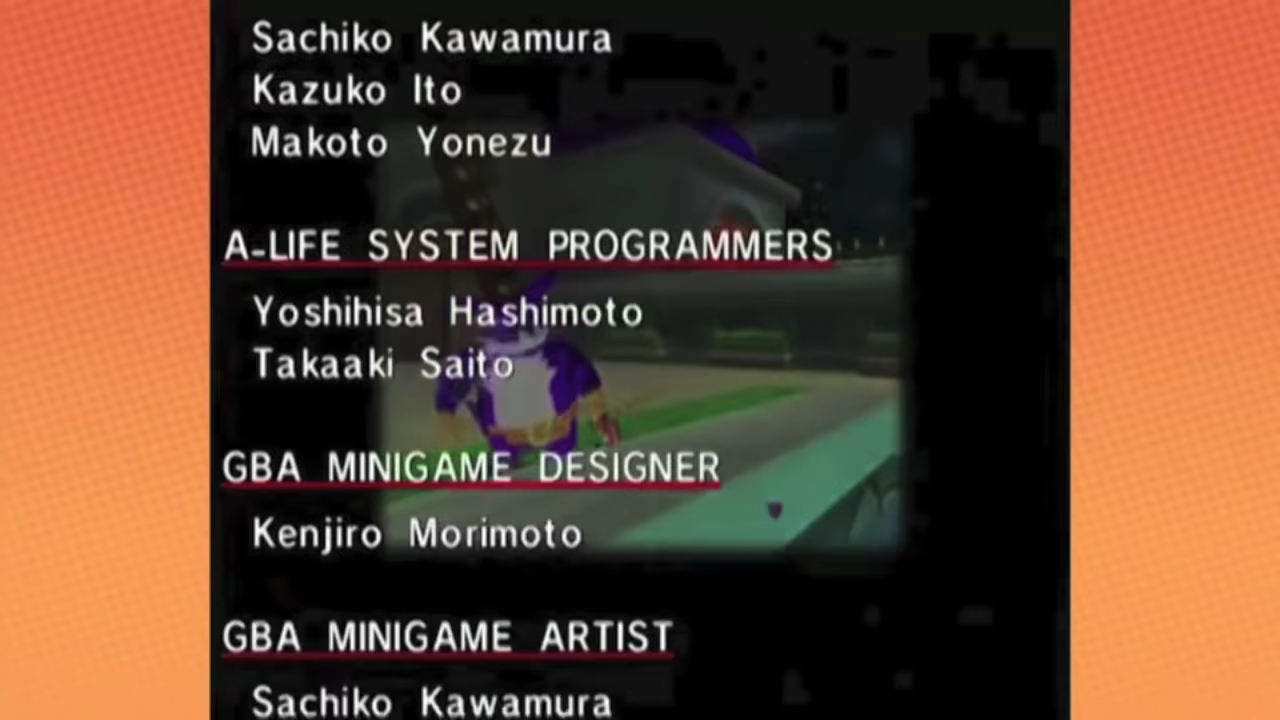 Sachiko Kawamura
Kazuko Ito
Makoto Yonezu
A-LIFE SYSTEM PROGRAMMERS
Yoshihisa Hashimoto
Takaaki Saito
GBA MINIGAME DESIGNER
Kenjiro Morimoto
GBA MINIGAME ARTIST
Sachiko Kawamura